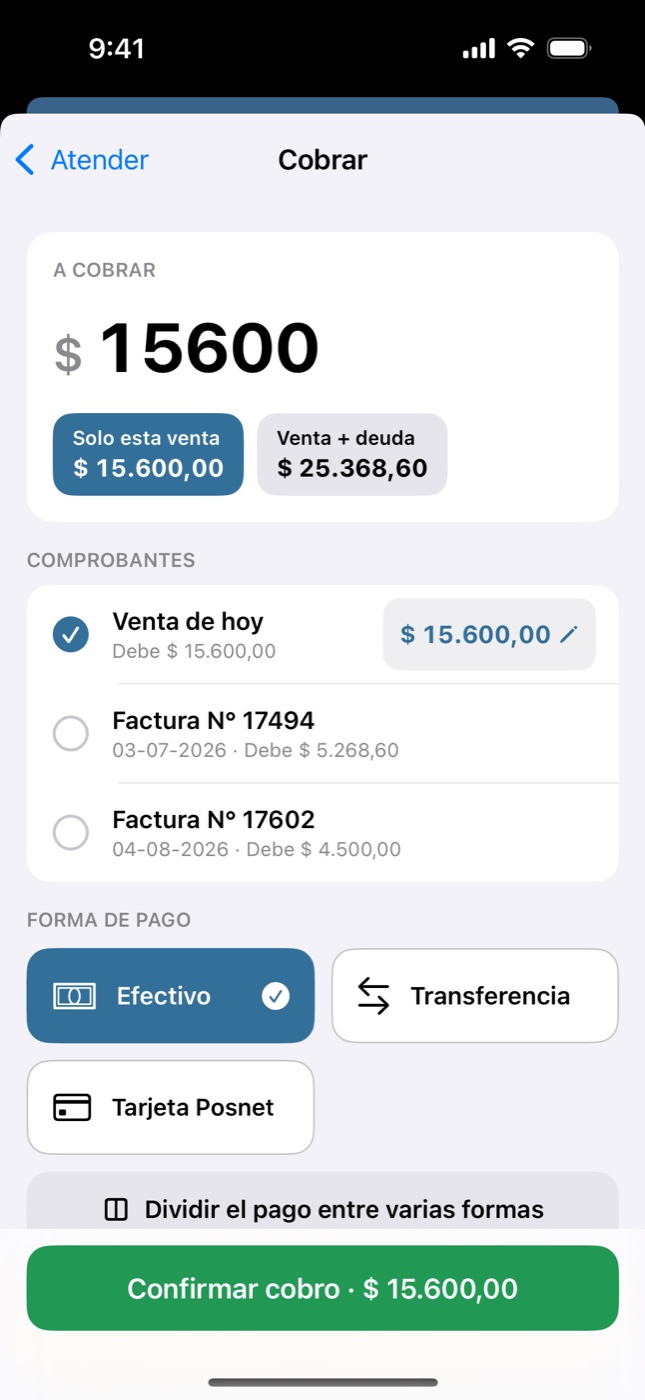 9:41
Atender
Cobrar
A COBRAR
$ 15600
Solo esta venta
$ 15.600,00
Venta + deuda
$ 25.368,60
COMPROBANTES
Venta de hoy
Debe $ 15.600,00
$ 15.600,00
Factura Nº 17494
03-07-2026 · Debe $ 5.268,60
Factura Nº 17602
04-08-2026 · Debe $ 4.500,00
FORMA DE PAGO
Efectivo
Transferencia
Tarjeta Posnet
Dividir el pago entre varias formas
Confirmar cobro · $ 15.600,00